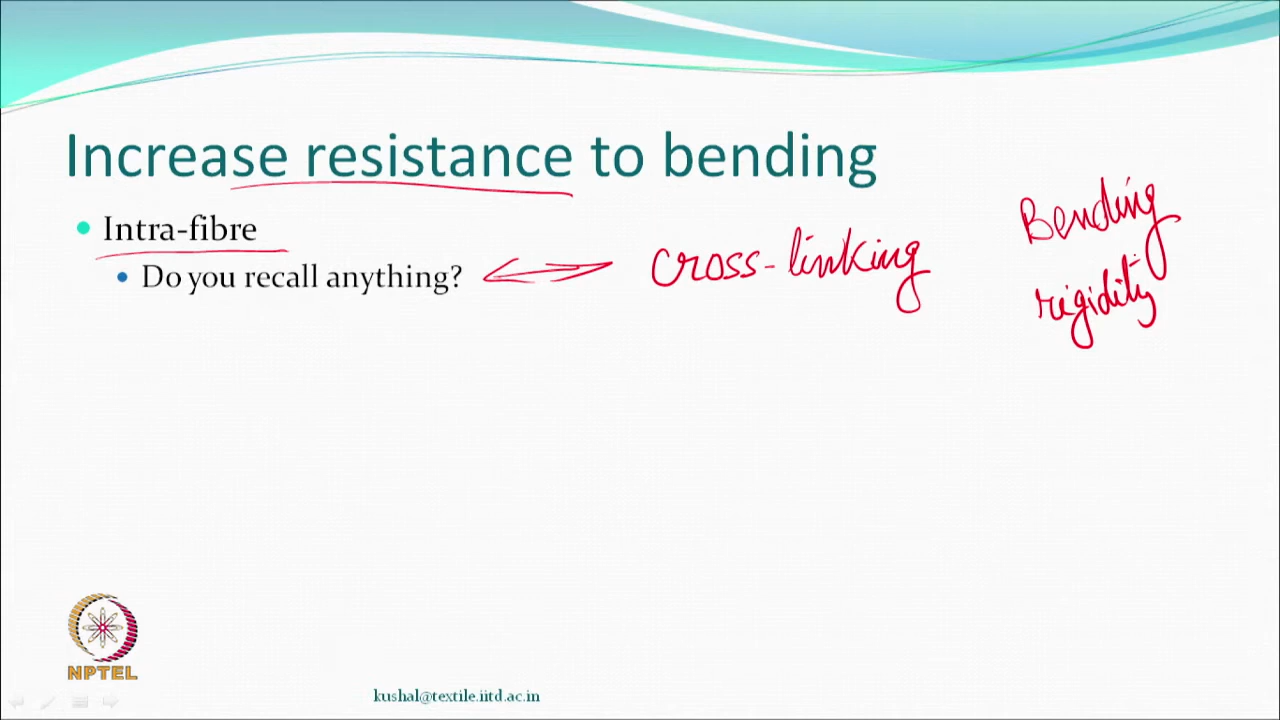 Increase resistance to bending
Intra-fibre
Do you recall anything?
cross-linking
Bending
rigidity
NPTEL
kushal@textile.iitd.ac.in